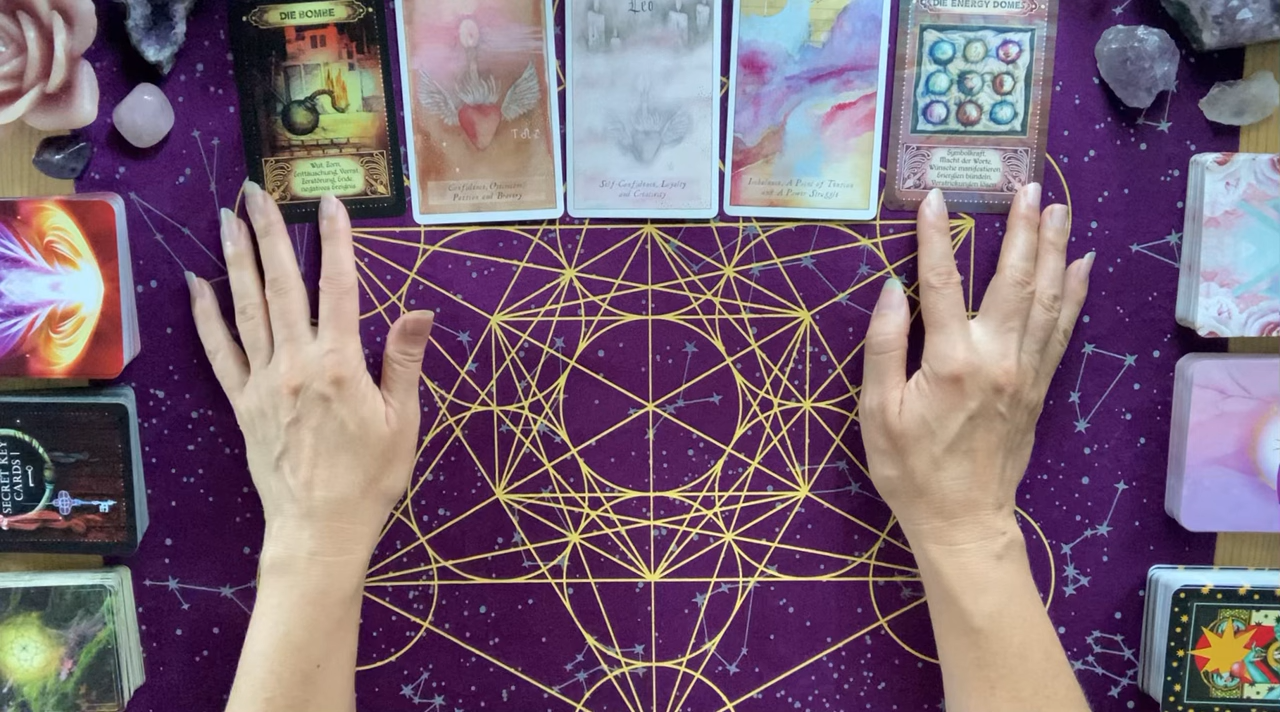 DIE BOMBE
Wut, Zorn,
Enttäuschung, Verrat,
Zerstörung, Ende,
Confidence, Optimism,
Passion and Bravery
Leo
Self-Confidence, Loyalty
and Creativity
Imbalance, A Point of Tension
and A Power Struggle
DIE ENERGY DOMES
Symbolkraft,
Macht der Worte,
Wünsche manifestieren
Energien bündeln,
SECRET KEY
CARDS I